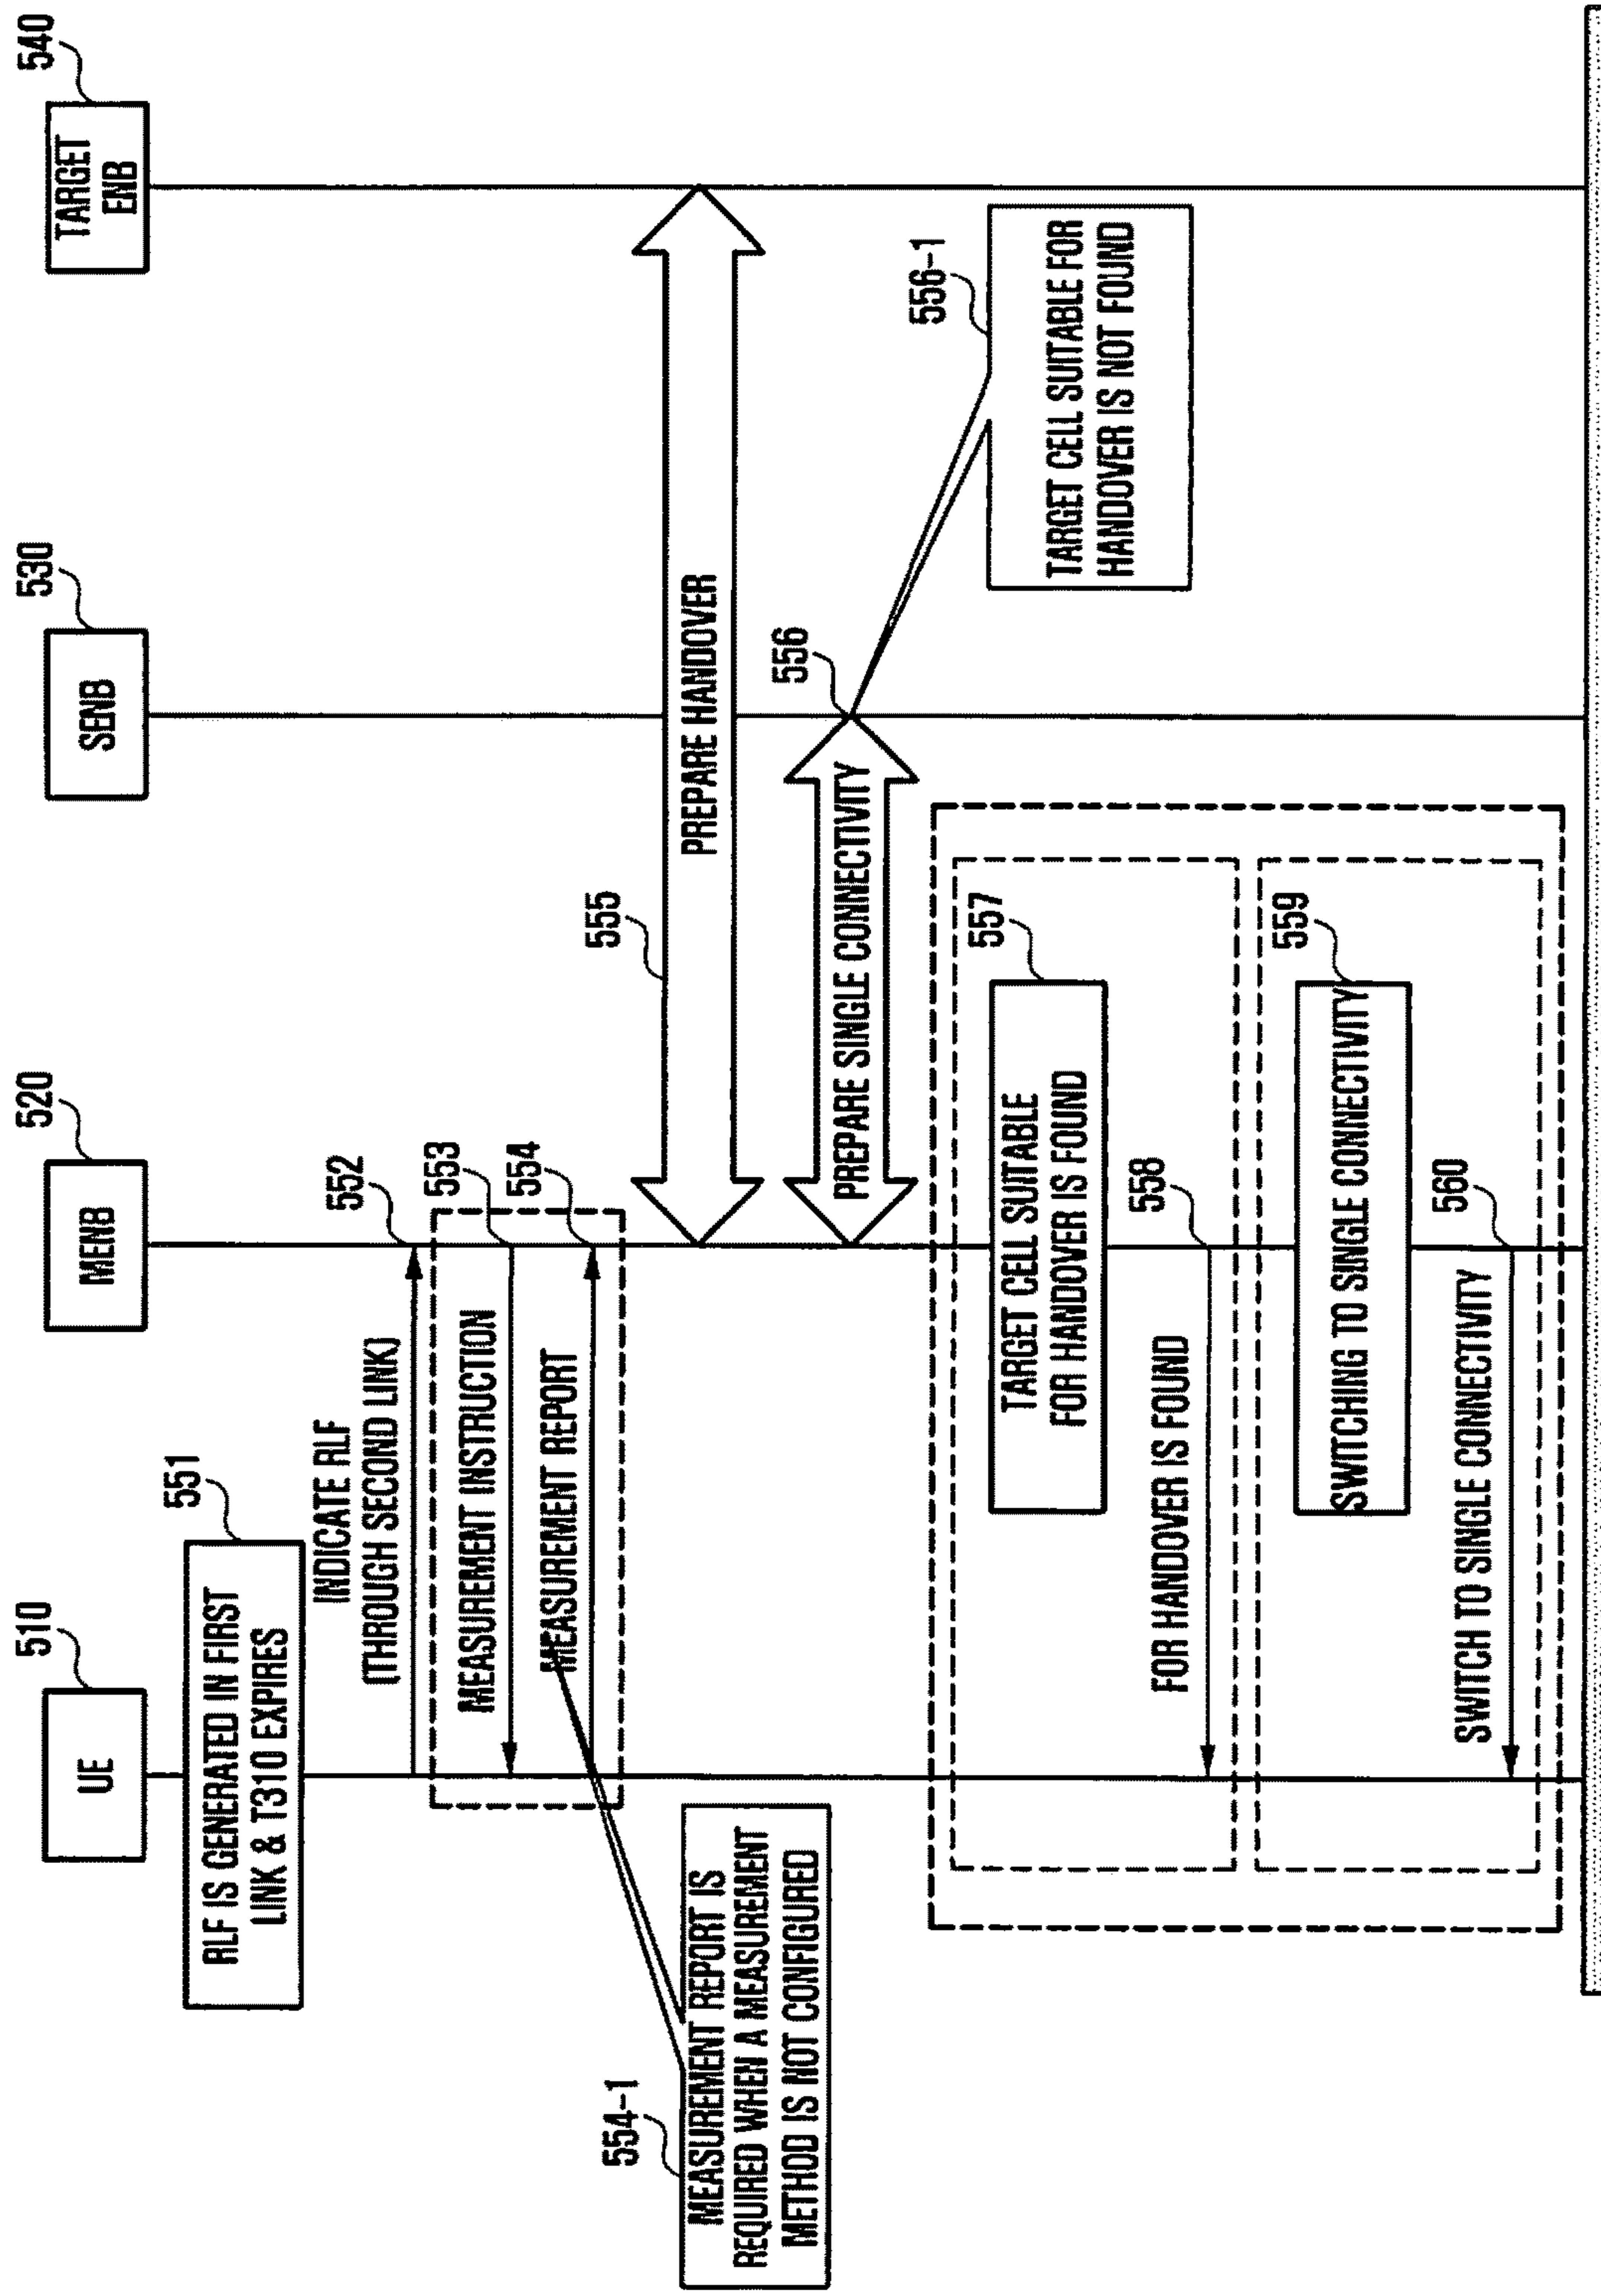 510
520
530
540
UE
MENB
SENB
TARGET
ENB
551
RLF IS GENERATED IN FIRST
LINK & T310 EXPIRES
INDICATE RLF
(THROUGH SECOND LINK)
552
MEASUREMENT INSTRUCTION
553
MEASUREMENT REPORT
554
554-1
MEASUREMENT REPORT IS
REQUIRED WHEN A MEASUREMENT
METHOD IS NOT CONFIGURED
555
PREPARE HANDOVER
556
PREPARE SINGLE CONNECTIVITY
556-1
TARGET CELL SUITABLE FOR
HANDOVER IS NOT FOUND
557
TARGET CELL SUITABLE
FOR HANDOVER IS FOUND
FOR HANDOVER IS FOUND
558
559
SWITCHING TO SINGLE CONNECTIVITY
SWITCH TO SINGLE CONNECTIVITY
560